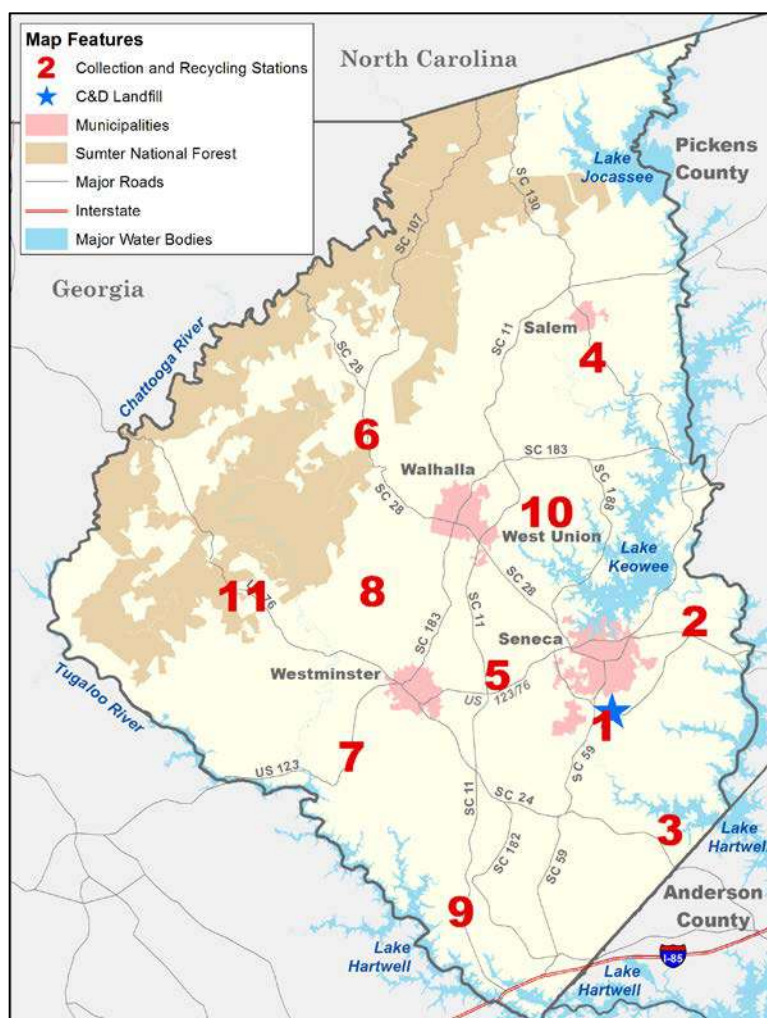 Map Features
2 Collection and Recycling Stations
C&D Landfill
Municipalities
Sumter National Forest
Major Roads
Interstate
Major Water Bodies
North Carolina
Pickens
County
Lake
Jocassee
SC 130
SC 107
Georgia
Chattooga River
Salem
SC 11
4
SC 28
6
Walhalla
SC 183
SC 188
10
SC 28
West Union
Lake
Keowee
8
11
US 76
SC 28
SC 183
SC 11
Seneca
2
Westminster
5
US 123/76
Tugaloo River
1
7
SC 59
US 123
SC 24
SC 11
SC 182
3
Lake
Hartwell
SC 59
Anderson
County
9
Lake
Hartwell
I-85
Lake
Hartwell